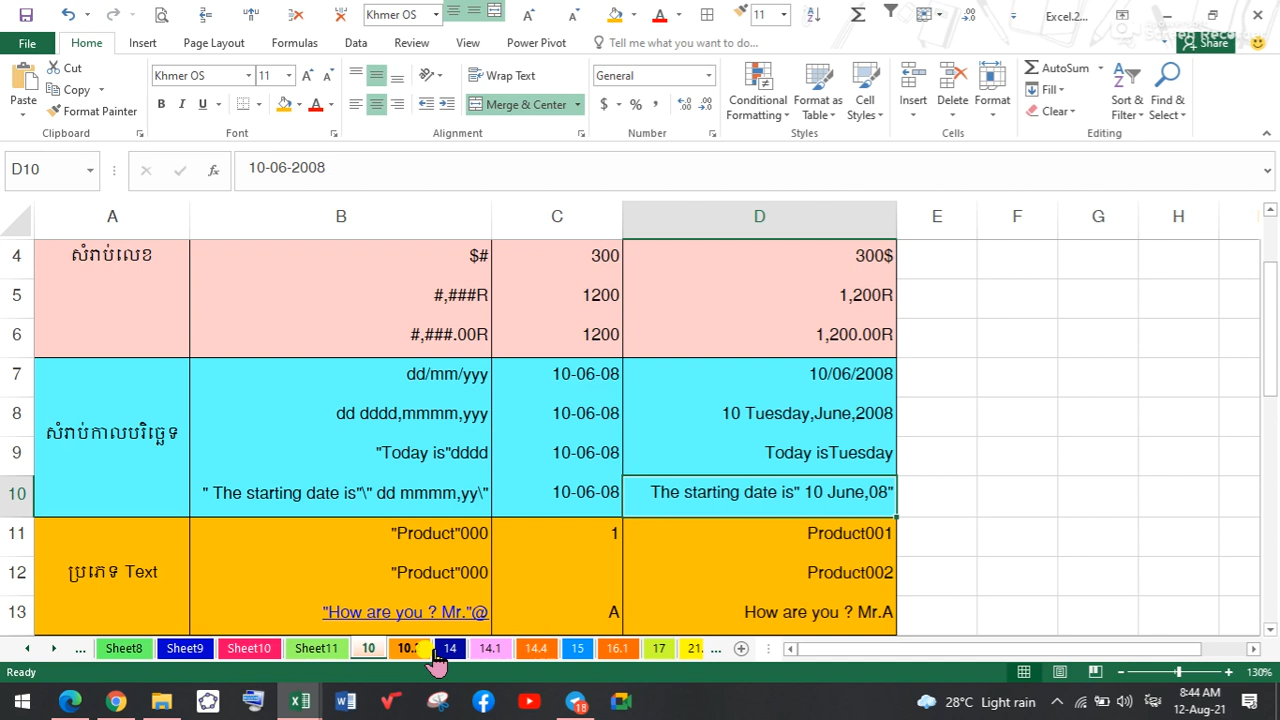 Khmer OS
11
Excel.2...
File
Home
Insert
Page Layout
Formulas
Data
Review
View
Power Pivot
Tell me what you want to do...
Share
Paste
Cut
Copy
Format Painter
Clipboard
Khmer OS
11
B I U
Font
Wrap Text
Merge & Center
Alignment
General
$ % ,
Number
Conditional Formatting
Format as Table
Cell Styles
Styles
Insert
Delete
Format
Cells
AutoSum
Fill
Clear
Sort & Filter
Find & Select
Editing
D10
fx
10-06-2008
A B C D E F G H
4 សំរាប់លេខ $# 300 300$
5 #,###R 1200 1,200R
6 #,###.00R 1200 1,200.00R
7 dd/mm/yyy 10-06-08 10/06/2008
8 dd dddd,mmmm,yyy 10-06-08 10 Tuesday,June,2008
សំរាប់កាលបរិច្ឆេទ
9 "Today is"dddd 10-06-08 Today isTuesday
10 " The starting date is"\" dd mmmm,yy\" 10-06-08 The starting date is" 10 June,08"
11 "Product"000 1 Product001
12 ប្រភេទ Text "Product"000 Product002
13 "How are you ? Mr."@ A How are you ? Mr.A
... Sheet8 Sheet9 Sheet10 Sheet11 10 14 14.1 14.4 15 16.1 17 21. ...
Ready
130%
18
28°C Light rain
8:44 AM
12-Aug-21